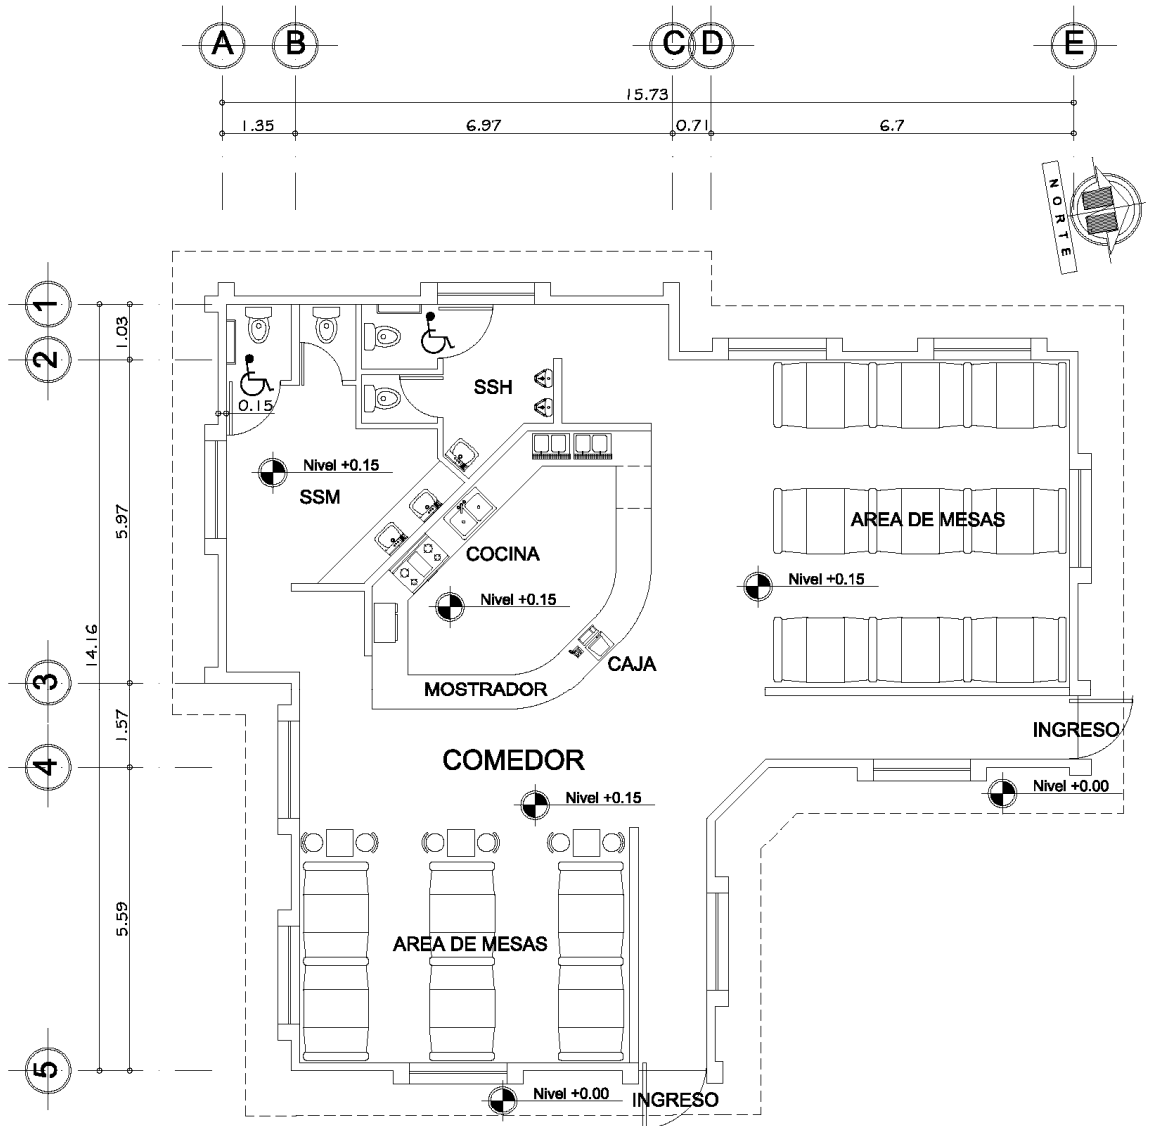 A B C D E
15.73
1.35 6.97 0.71 6.7
NORTE
1
1.03
2
SSH
0.15
Nivel +0.15
SSM
AREA DE MESAS
5.97
COCINA
Nivel +0.15
Nivel +0.15
14.16
CAJA
3
MOSTRADOR
1.57
INGRESO
4
COMEDOR
Nivel +0.00
Nivel +0.15
5.59
AREA DE MESAS
5
Nivel +0.00
INGRESO